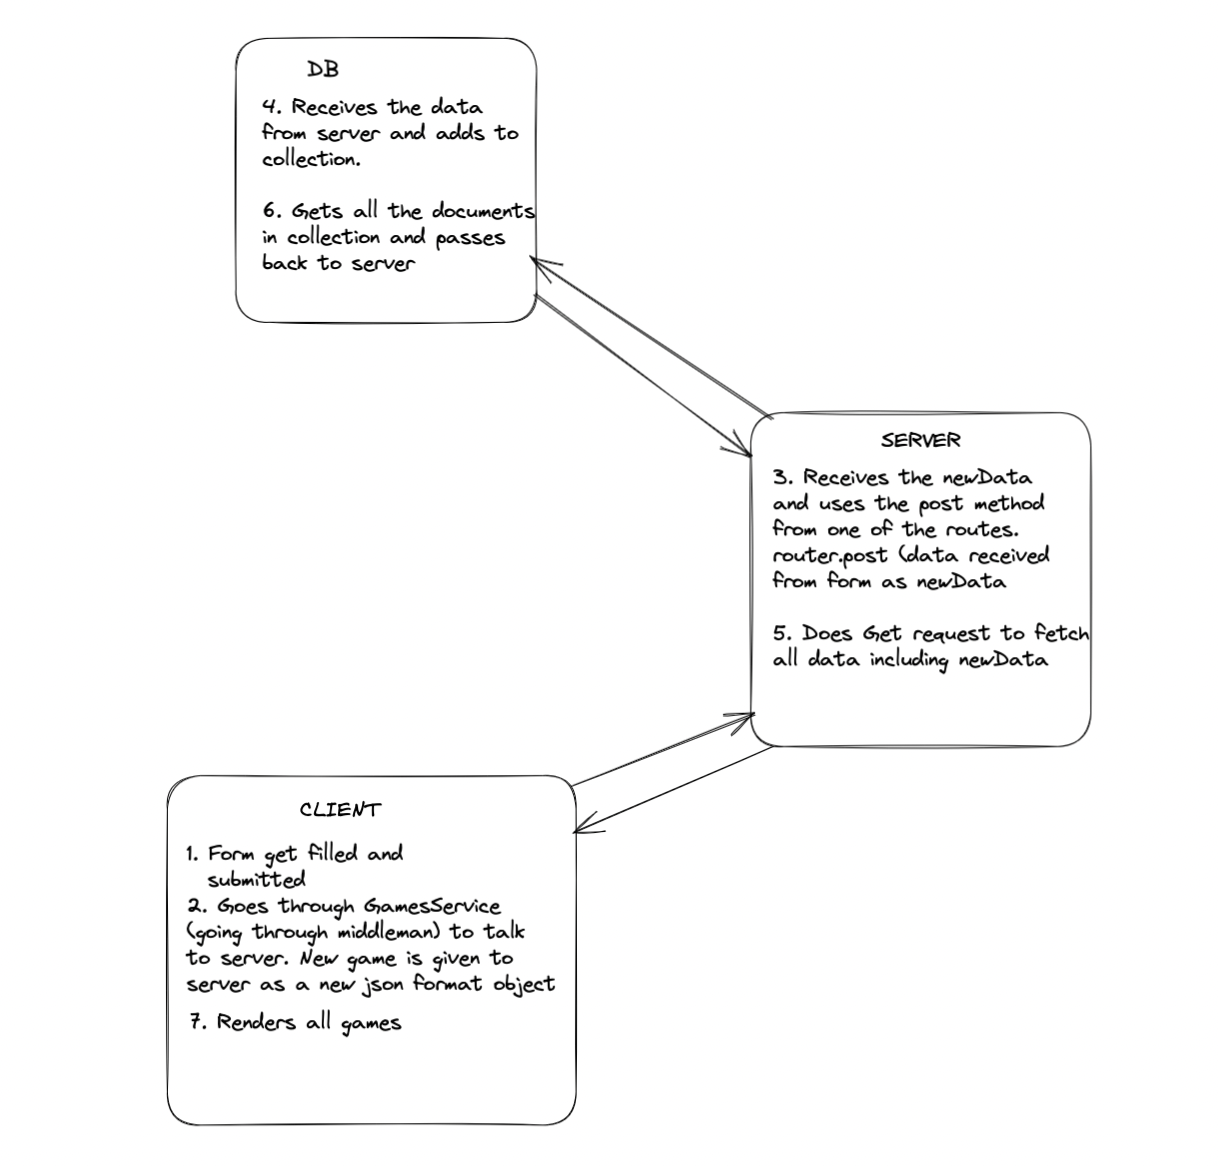 DB
4. Receives the data
from server and adds to
collection.
6. Gets all the documents
in collection and passes
back to server
SERVER
3. Receives the newData
and uses the post method
from one of the routes.
router.post (data received
from form as newData
5. Does Get request to fetch
all data including newData
CLIENT
1. Form get filled and
submitted
2. Goes through GamesService
(going through middleman) to talk
to server. New game is given to
server as a new json format object
7. Renders all games